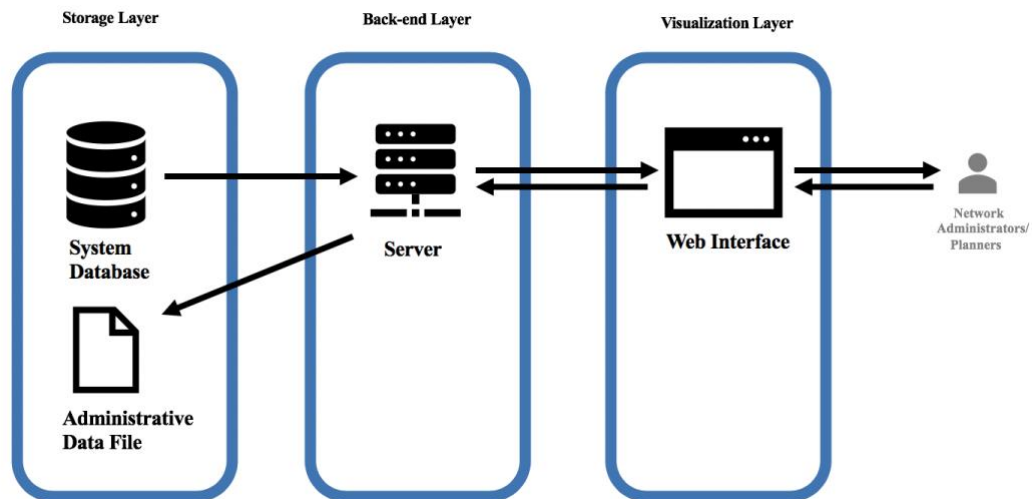 Storage Layer
Back-end Layer
Visualization Layer
System
Database
Server
Web Interface
Network
Administrators/
Planners
Administrative
Data File